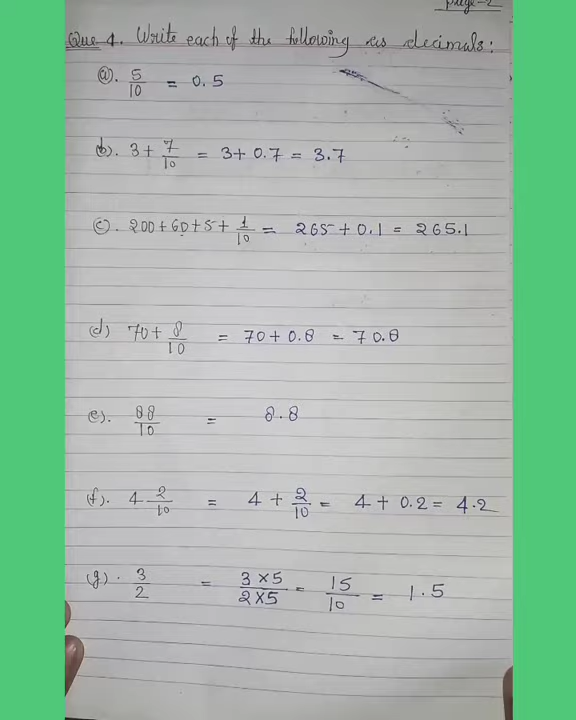 Page-2
Que 4. Write each of the following as decimals:
(a). 5/10 = 0.5
(b). 3+ 7/10 = 3+ 0.7 = 3.7
(c). 200+60+5+ 1/10 = 265+0.1 = 265.1
(d) 70+ 8/10 = 70+0.8 = 70.8
(e). 88/10 = 8.8
(f). 4 2/10 = 4 + 2/10 = 4 + 0.2 = 4.2
(g). 3/2 = 3×5/2×5 = 15/10 = 1.5